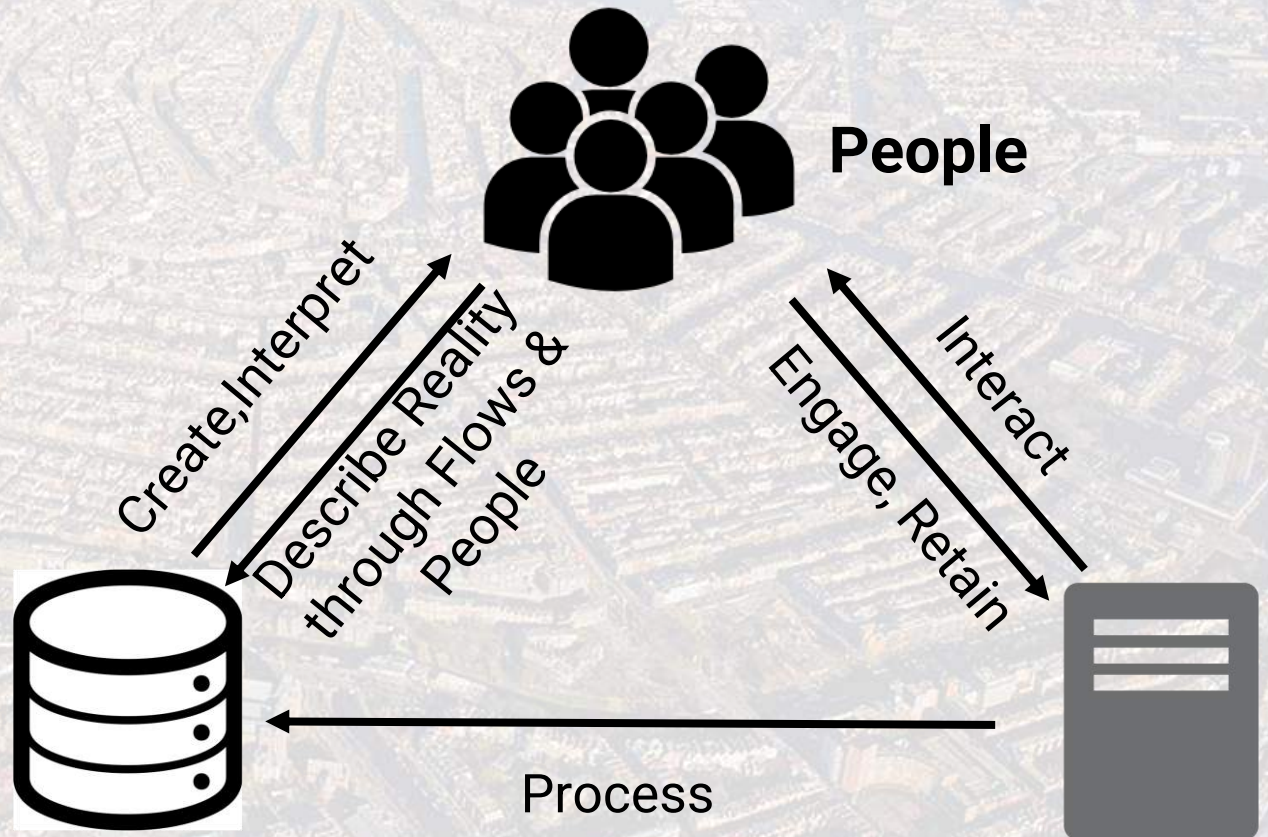 People
Create,Interpret
Describe Reality
through Flows &
People
Interact
Engage, Retain
Process